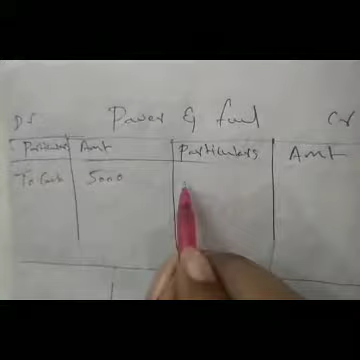 Dr Power & fuel Cr
Particulars Amt Particulars Amt
To Cash 5000